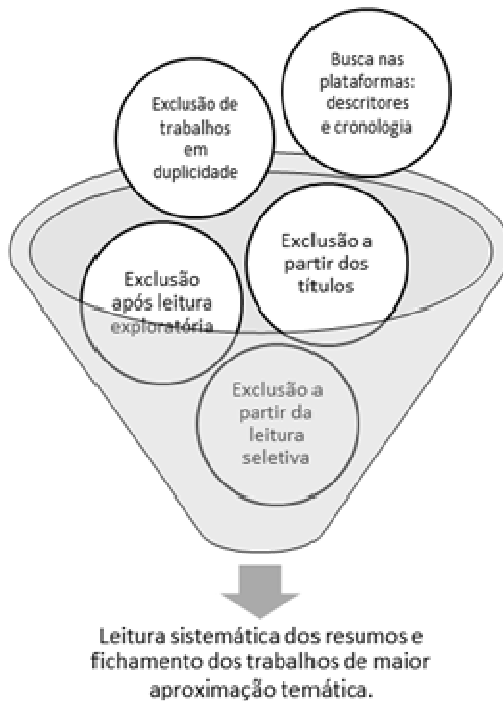 Busca nas
plataformas:
descritores
e cronologia
Exclusão de
trabalhos
em
duplicidade
Exclusão a
partir dos
títulos
Exclusão
após leitura
exploratória
Exclusão a
partir da
leitura
seletiva
Leitura sistemática dos resumos e
fichamento dos trabalhos de maior
aproximação temática.